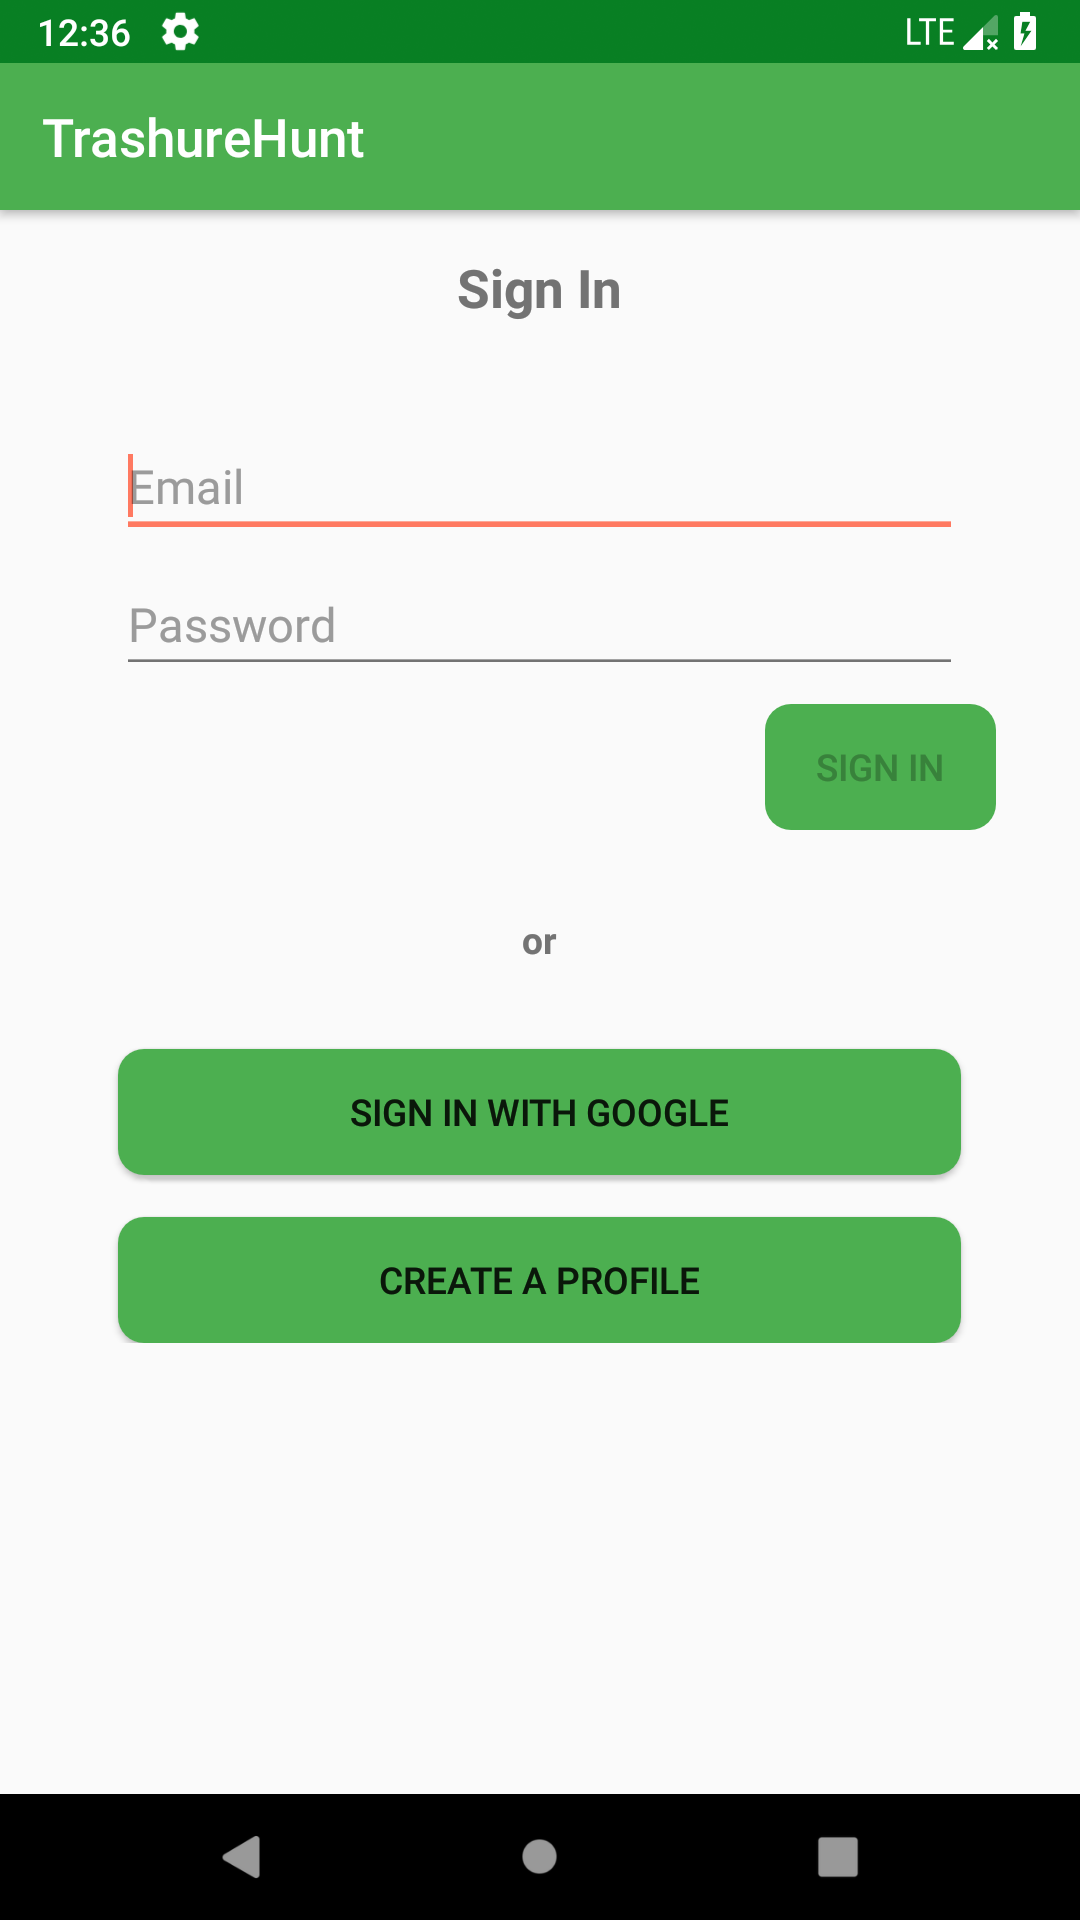 12:36 LTE
TrashureHunt
Sign In
Email
Password
SIGN IN
or
SIGN IN WITH GOOGLE
CREATE A PROFILE